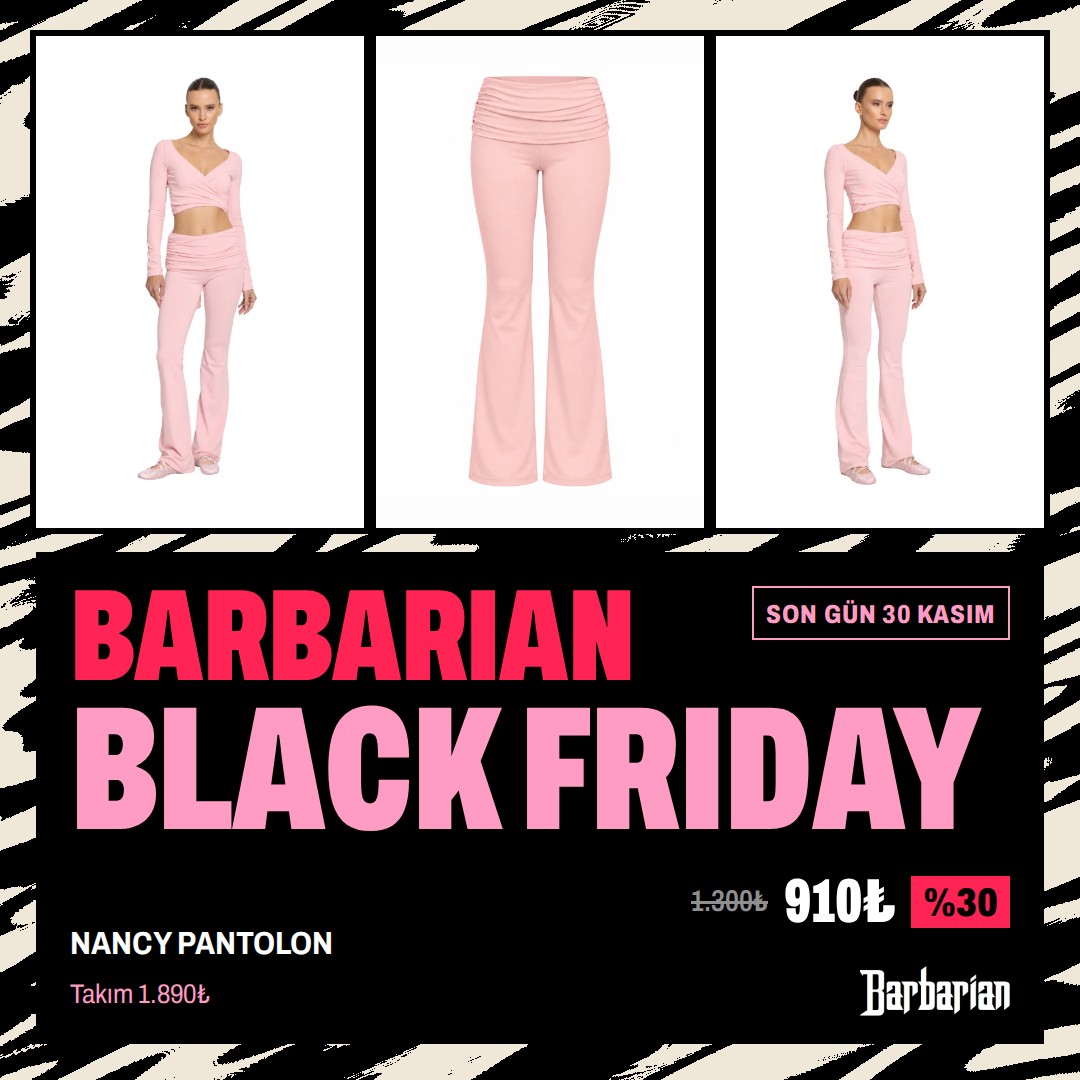 BARBARIAN
SON GÜN 30 KASIM
BLACK FRIDAY
1.300₺ 910₺ %30
NANCY PANTOLON
Takım 1.890₺
Barbarian